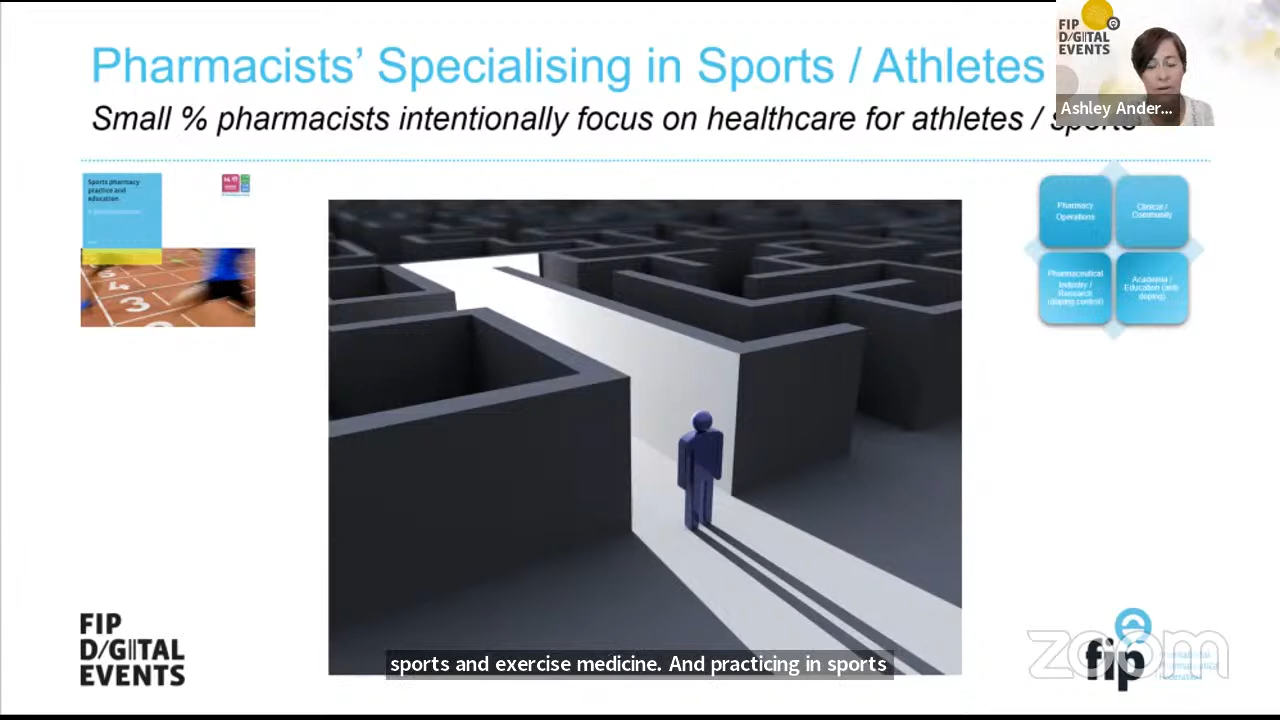 Pharmacists’ Specialising in Sports / Athletes
Small % pharmacists intentionally focus on healthcare for athletes / sports
FIP
D/GITAL
EVENTS
Ashley Ander...
Sports pharmacy
practice and
education
Pharmacy
Operations
Clinical /
Community
Pharmaceutical
Industry /
Research
(doping control)
Academia /
Education (anti
doping)
sports and exercise medicine. And practicing in sports
FIP
D/GITAL
EVENTS
fip
zoom